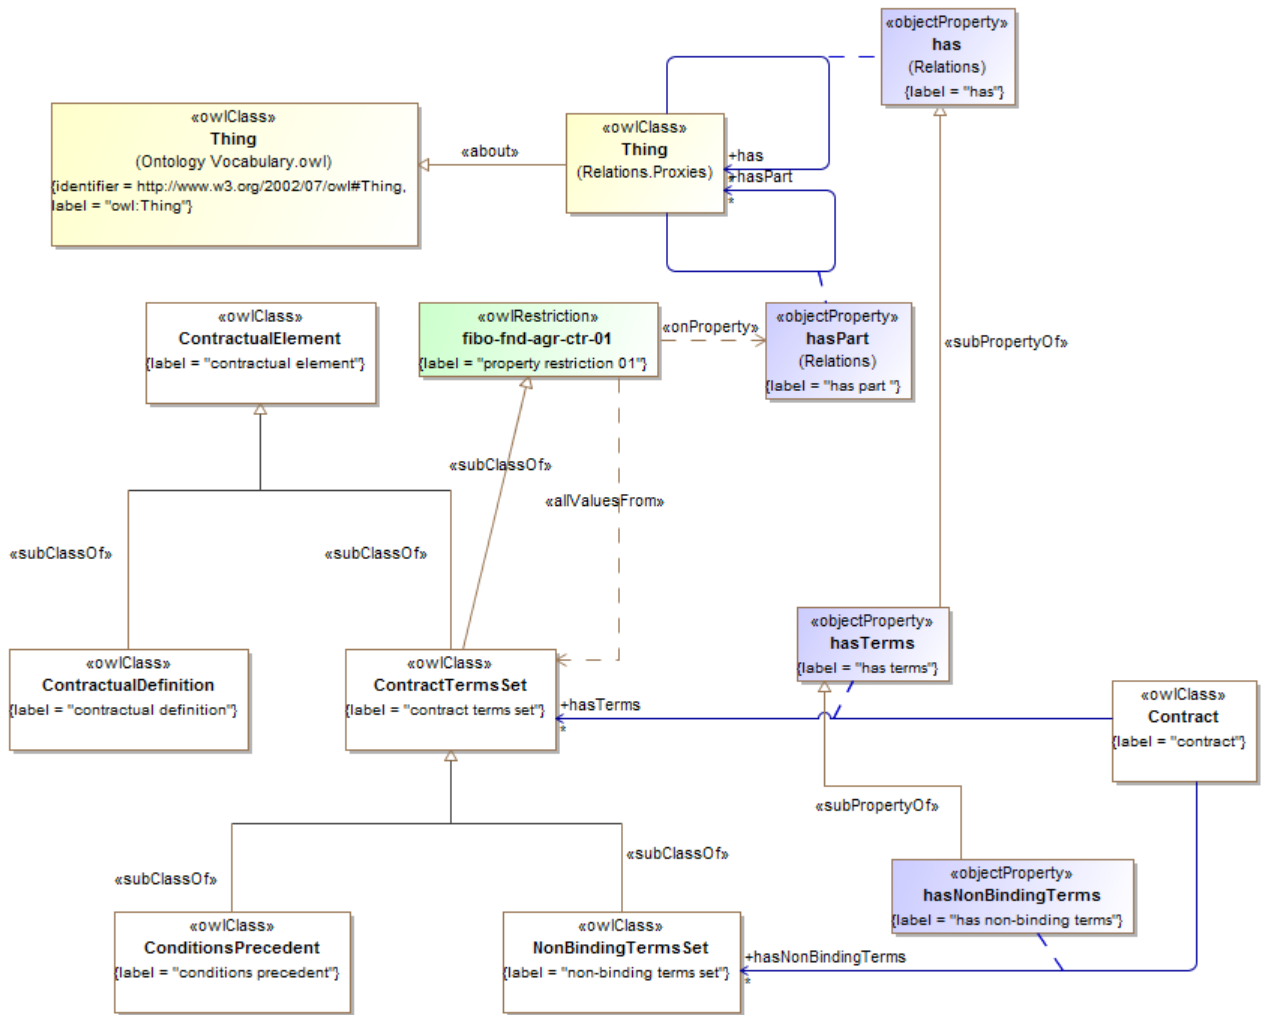 «objectProperty»
has
(Relations)
{label = "has"}
«owlClass»
Thing
(Ontology Vocabulary.owl)
{identifier = http://www.w3.org/2002/07/owl#Thing,
label = "owl:Thing"}
«about»
«owlClass»
Thing
(Relations.Proxies)
+has
*
+hasPart
*
«owlClass»
ContractualElement
{label = "contractual element"}
«owlRestriction»
fibo-fnd-agr-ctr-01
{label = "property restriction 01"}
«onProperty»
«objectProperty»
hasPart
(Relations)
{label = "has part "}
«subPropertyOf»
«subClassOf»
«allValuesFrom»
«subClassOf»
«subClassOf»
«objectProperty»
hasTerms
{label = "has terms"}
«owlClass»
ContractualDefinition
{label = "contractual definition"}
«owlClass»
ContractTermsSet
{label = "contract terms set"}
+hasTerms
*
«owlClass»
Contract
{label = "contract"}
«subPropertyOf»
«subClassOf»
«subClassOf»
«objectProperty»
hasNonBindingTerms
{label = "has non-binding terms"}
«owlClass»
ConditionsPrecedent
{label = "conditions precedent"}
«owlClass»
NonBindingTermsSet
{label = "non-binding terms set"}
+hasNonBindingTerms
*